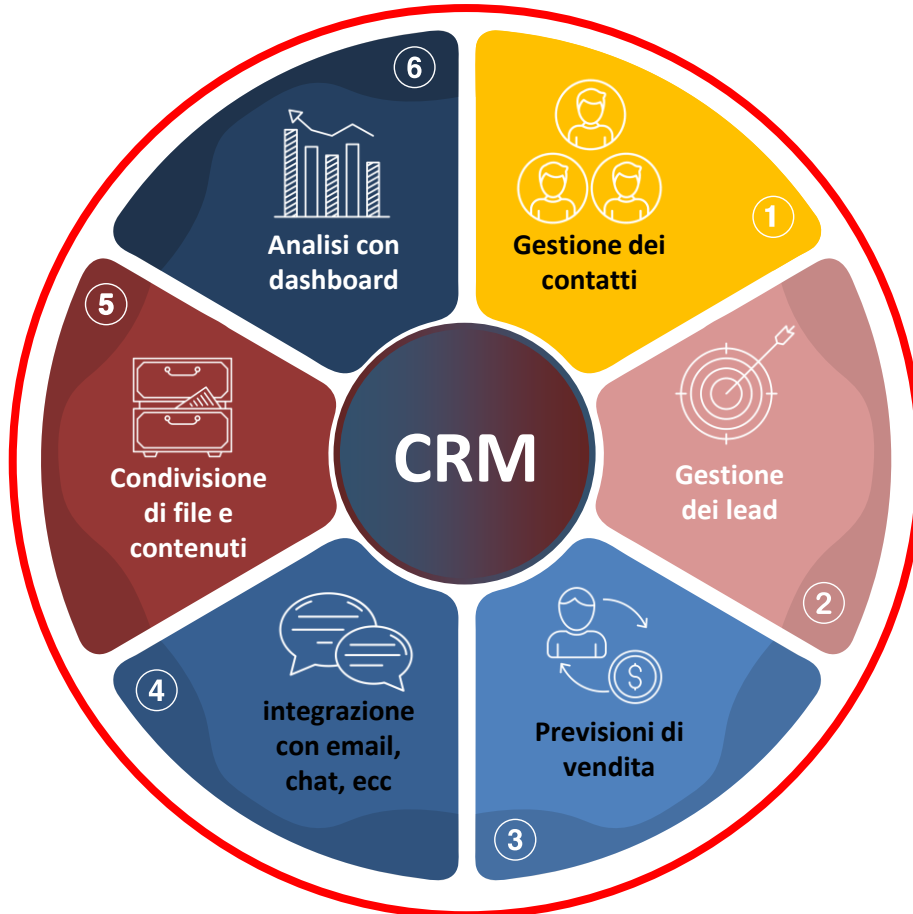 CRM
1
Gestione dei
contatti
2
Gestione
dei lead
3
Previsioni di
vendita
$
4
integrazione
con email,
chat, ecc
5
Condivisione
di file e
contenuti
6
Analisi con
dashboard